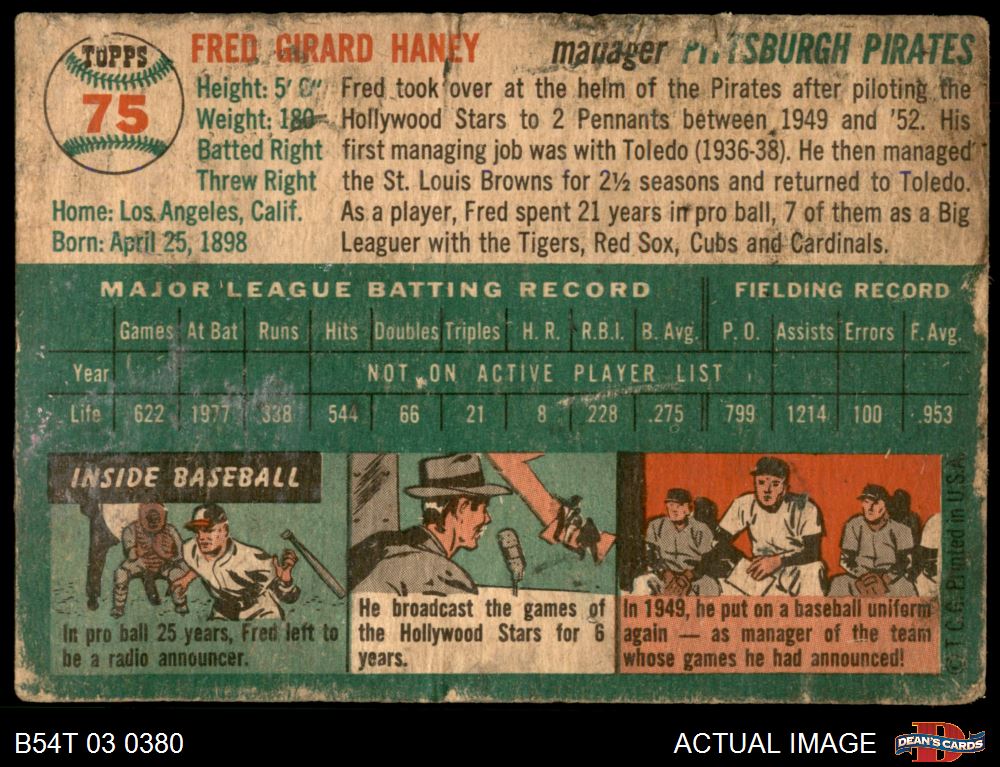 TOPPS
75
FRED GIRARD HANEY
manager PITTSBURGH PIRATES
Height: 5'
Weight: 180
Batted Right
Threw Right
Home: Los Angeles, Calif.
Born: April 25, 1898
Fred took over at the helm of the Pirates after piloting the
Hollywood Stars to 2 Pennants between 1949 and '52. His
first managing job was with Toledo (1936-38). He then managed
the St. Louis Browns for 2½ seasons and returned to Toledo.
As a player, Fred spent 21 years in pro ball, 7 of them as a Big
Leaguer with the Tigers, Red Sox, Cubs and Cardinals.
MAJOR LEAGUE BATTING RECORD FIELDING RECORD
Games At Bat Runs Hits Doubles Triples H. R. R.B.I. B. Avg. P. O. Assists Errors F. Avg.
Year NOT ON ACTIVE PLAYER LIST
Life 622 1977 338 544 66 21 8 228 .275 799 1214 100 .953
INSIDE BASEBALL
In pro ball 25 years, Fred left to
be a radio announcer.
He broadcast the games of
the Hollywood Stars for 6
years.
In 1949, he put on a baseball uniform
again — as manager of the team
whose games he had announced!
© T.C.G. Printed in U.S.A.
B54T 03 0380
ACTUAL IMAGE
D
DEAN'S CARDS